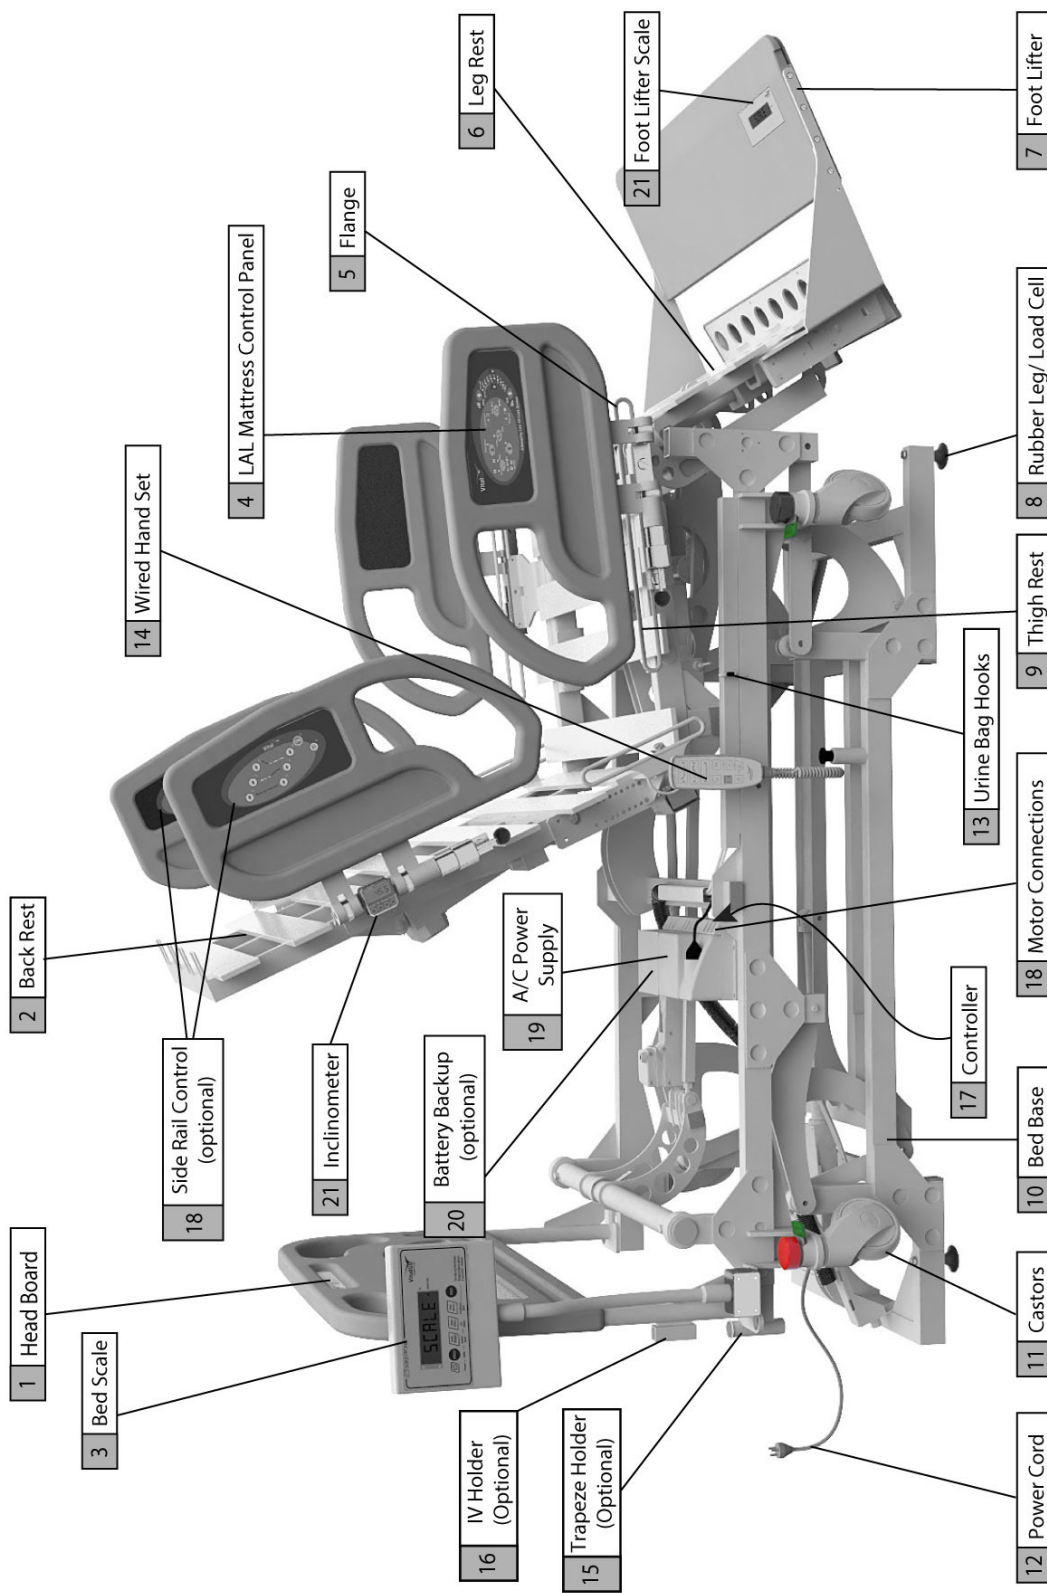 1 Head Board
2 Back Rest
3 Bed Scale
14 Wired Hand Set
4 LAL Mattress Control Panel
5 Flange
6 Leg Rest
18 Side Rail Control
(optional)
21 Inclinometer
20 Battery Backup
(optional)
19 A/C Power
Supply
21 Foot Lifter Scale
16 IV Holder
(Optional)
15 Trapeze Holder
(Optional)
SCALE
17 Controller
12 Power Cord
11 Castors
10 Bed Base
18 Motor Connections
13 Urine Bag Hooks
9 Thigh Rest
8 Rubber Leg/ Load Cell
7 Foot Lifter